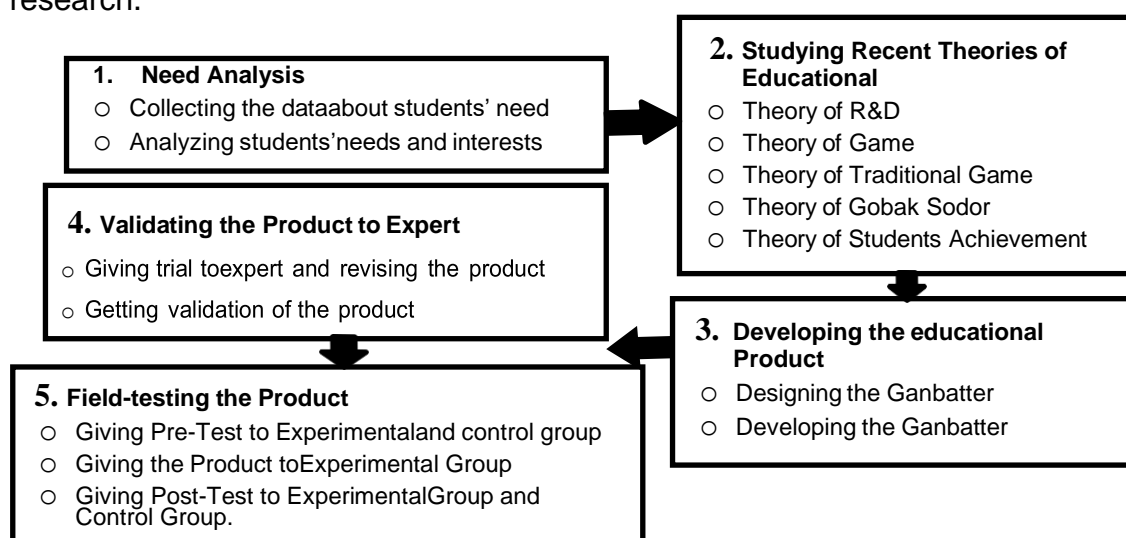 research.
1. Need Analysis
○ Collecting the dataabout students’ need
○ Analyzing students’needs and interests
2. Studying Recent Theories of
Educational
○ Theory of R&D
○ Theory of Game
○ Theory of Traditional Game
○ Theory of Gobak Sodor
○ Theory of Students Achievement
3. Developing the educational
Product
○ Designing the Ganbatter
○ Developing the Ganbatter
4. Validating the Product to Expert
○ Giving trial toexpert and revising the product
○ Getting validation of the product
5. Field-testing the Product
○ Giving Pre-Test to Experimentaland control group
○ Giving the Product toExperimental Group
○ Giving Post-Test to ExperimentalGroup and
Control Group.